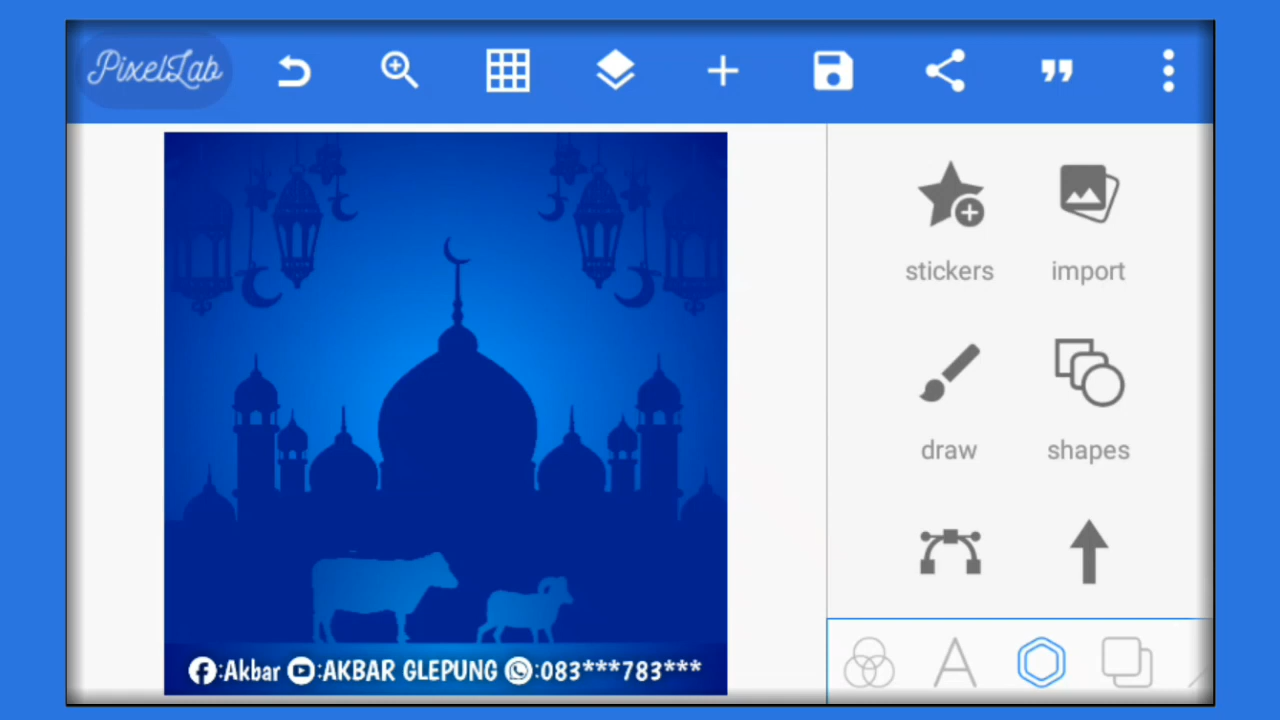 PixelLab
stickers import
draw shapes
:Akbar :AKBAR GLEPUNG :083***783***